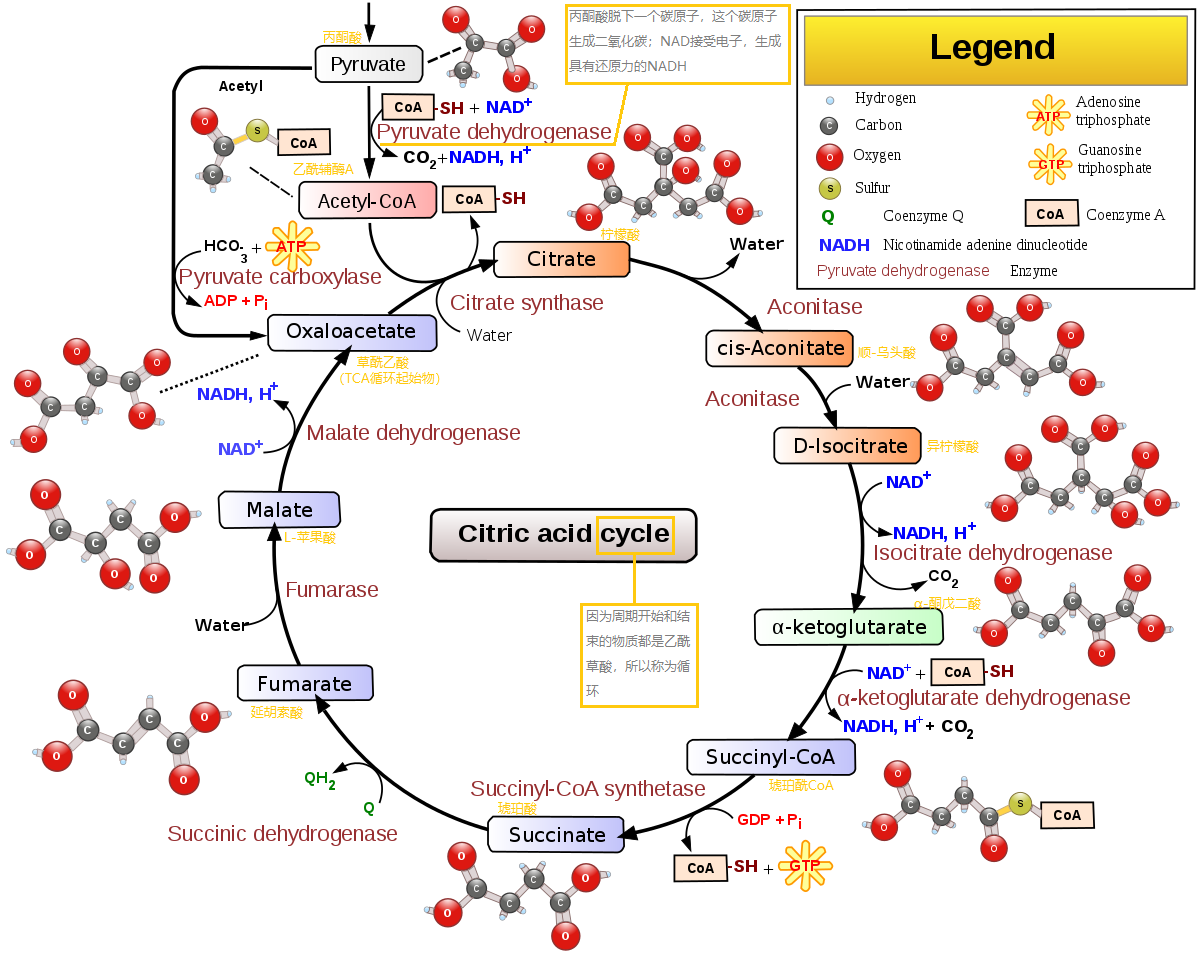 丙酮酸
Pyruvate
丙酮酸脱下一个碳原子，这个碳原子
生成二氧化碳；NAD接受电子，生成
具有还原力的NADH
Legend
Hydrogen
Carbon
Oxygen
S
Sulfur
Q
Coenzyme Q
NADH
Nicotinamide adenine dinucleotide
Pyruvate dehydrogenase
Enzyme
ATP
Adenosine
triphosphate
GTP
Guanosine
triphosphate
CoA
Coenzyme A
Acetyl
CoA-SH + NAD+
Pyruvate dehydrogenase
CO2+NADH, H+
S
CoA
乙酰辅酶A
Acetyl-CoA
CoA-SH
柠檬酸
Citrate
Water
HCO3- + ATP
Pyruvate carboxylase
ADP + Pi
Citrate synthase
Water
Oxaloacetate
草酰乙酸
(TCA循环起始物)
Aconitase
cis-Aconitate
顺-乌头酸
Water
Aconitase
D-Isocitrate
异柠檬酸
NAD+
NADH, H+
Isocitrate dehydrogenase
CO2
α-酮戊二酸
α-ketoglutarate
NAD+ + CoA-SH
α-ketoglutarate dehydrogenase
NADH, H+ + CO2
Succinyl-CoA
琥珀酰CoA
S
CoA
Succinyl-CoA synthetase
GDP + Pi
CoA-SH + GTP
琥珀酸
Succinate
QH2
Q
Succinic dehydrogenase
Fumarate
延胡索酸
Water
Fumarase
Malate
L-苹果酸
NADH, H+
NAD+
Malate dehydrogenase
Citric acid cycle
因为周期开始和结
束的物质都是乙酰
草酸，所以称为循
环